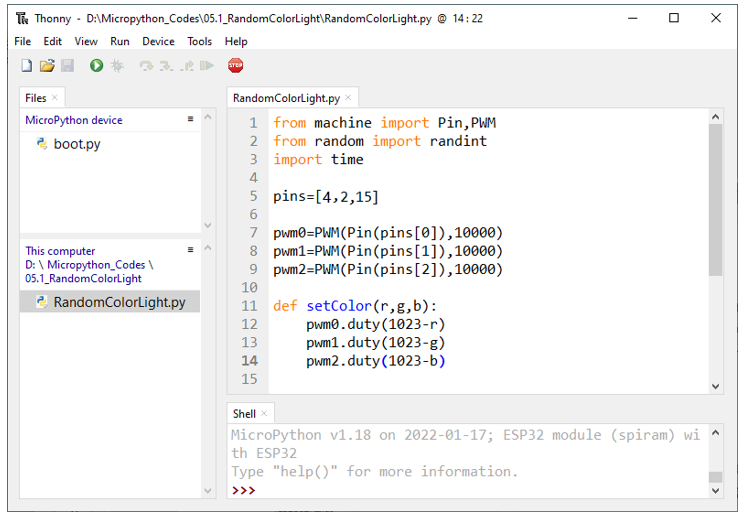 Thonny - D:\Micropython_Codes\05.1_RandomColorLight\RandomColorLight.py @ 14 : 22
File Edit View Run Device Tools Help
STOP
Files ×
MicroPython device ≡
boot.py
This computer ≡
D: \ Micropython_Codes \
05.1_RandomColorLight
RandomColorLight.py
RandomColorLight.py ×
1 from machine import Pin,PWM
2 from random import randint
3 import time
4
5 pins=[4,2,15]
6
7 pwm0=PWM(Pin(pins[0]),10000)
8 pwm1=PWM(Pin(pins[1]),10000)
9 pwm2=PWM(Pin(pins[2]),10000)
10
11 def setColor(r,g,b):
12     pwm0.duty(1023-r)
13     pwm1.duty(1023-g)
14     pwm2.duty(1023-b)
15
Shell ×
MicroPython v1.18 on 2022-01-17; ESP32 module (spiram) wi
th ESP32
Type "help()" for more information.
>>>